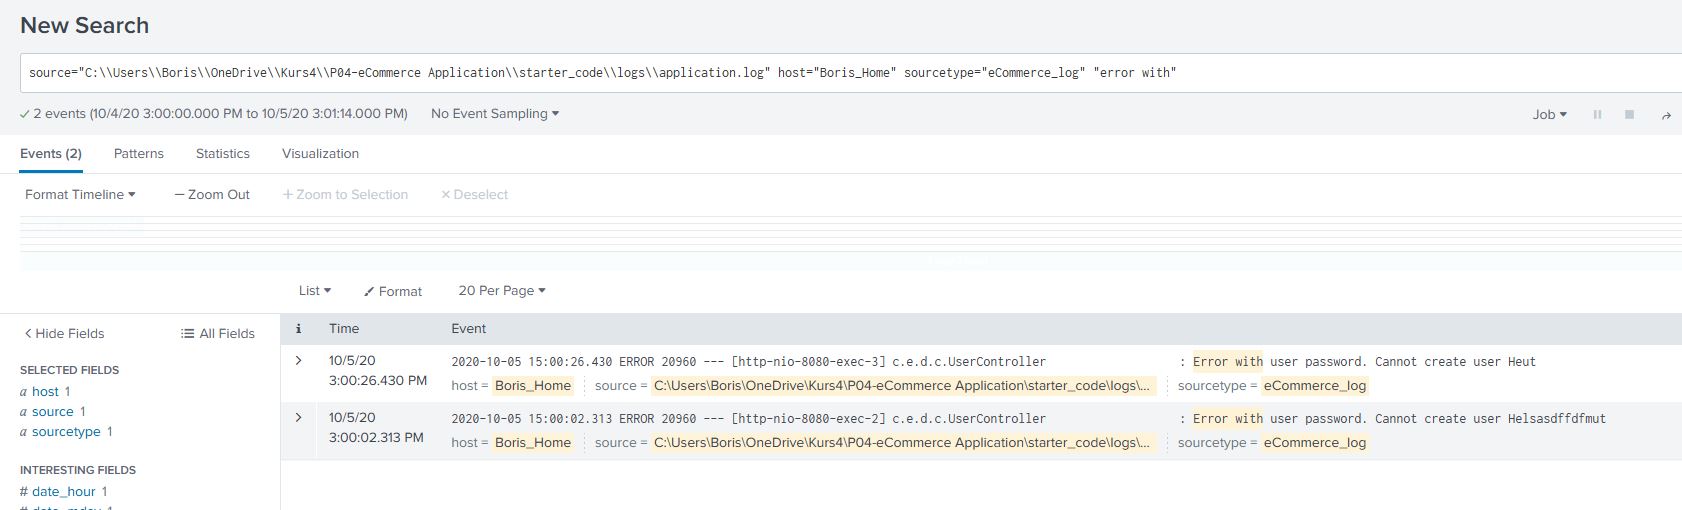 New Search
source="C:\\Users\\Boris\\OneDrive\\Kurs4\\P04-eCommerce Application\\starter_code\\logs\\application.log" host="Boris_Home" sourcetype="eCommerce_log" "error with"
2 events (10/4/20 3:00:00.000 PM to 10/5/20 3:01:14.000 PM) No Event Sampling Job
Events (2) Patterns Statistics Visualization
Format Timeline — Zoom Out + Zoom to Selection × Deselect
List Format 20 Per Page
< Hide Fields All Fields
i Time Event
SELECTED FIELDS
a host 1
a source 1
a sourcetype 1
INTERESTING FIELDS
# date_hour 1
# date_mday 1
> 10/5/20 2020-10-05 15:00:26.430 ERROR 20960 --- [http-nio-8080-exec-3] c.e.d.c.UserController : Error with user password. Cannot create user Heut
3:00:26.430 PM host = Boris_Home source = C:\Users\Boris\OneDrive\Kurs4\P04-eCommerce Application\starter_code\logs\... sourcetype = eCommerce_log
> 10/5/20 2020-10-05 15:00:02.313 ERROR 20960 --- [http-nio-8080-exec-2] c.e.d.c.UserController : Error with user password. Cannot create user Helsasdffdfmut
3:00:02.313 PM host = Boris_Home source = C:\Users\Boris\OneDrive\Kurs4\P04-eCommerce Application\starter_code\logs\... sourcetype = eCommerce_log